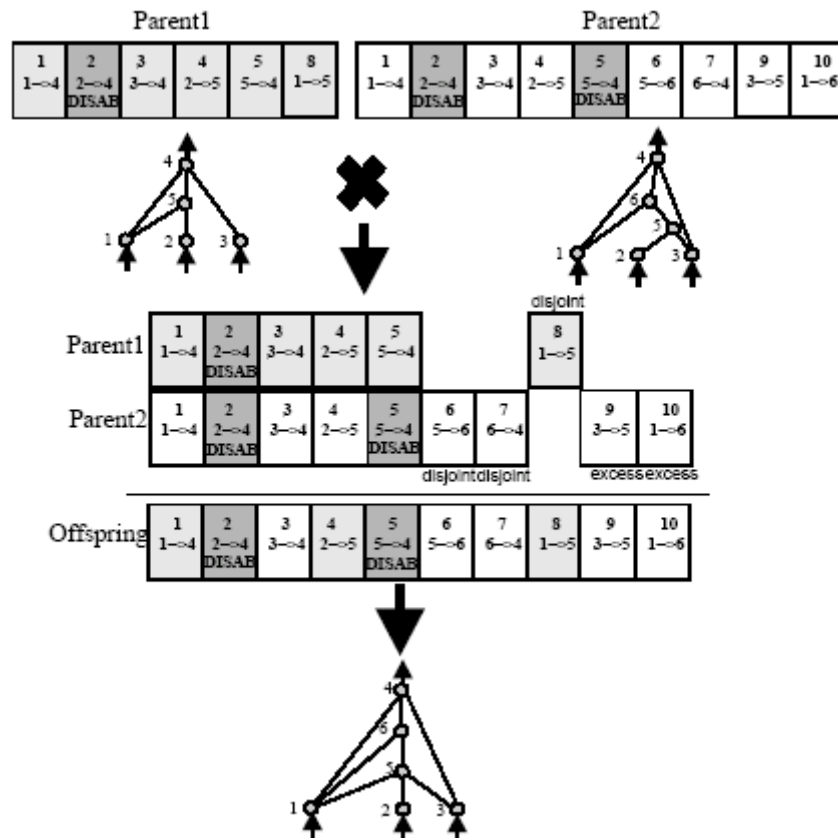 Parent1 Parent2
1 2 3 4 5 8 1 2 3 4 5 6 7 9 10
1→4 2→4 3→4 2→5 5→4 1→5 1→4 2→4 3→4 2→5 5→4 5→6 6→4 3→5 1→6
DISAB DISAB DISAB
4 4
5 6
5
1 2 3 1 2 3
disjoint
Parent1
1 2 3 4 5 8
1→4 2→4 3→4 2→5 5→4 1→5
DISAB
Parent2
1 2 3 4 5 6 7 9 10
1→4 2→4 3→4 2→5 5→4 5→6 6→4 3→5 1→6
DISAB DISAB
disjoint disjoint excess excess
Offspring
1 2 3 4 5 6 7 8 9 10
1→4 2→4 3→4 2→5 5→4 5→6 6→4 1→5 3→5 1→6
DISAB DISAB
4
6
5
1 2 3